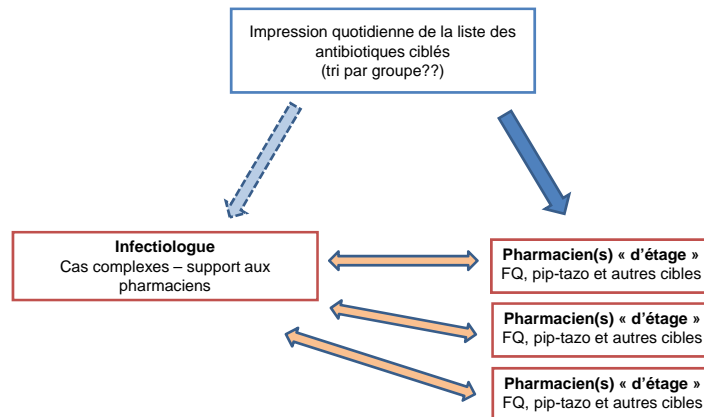 Impression quotidienne de la liste des
antibiotiques ciblés
(tri par groupe??)
Infectiologue
Cas complexes – support aux
pharmaciens
Pharmacien(s) « d’étage »
FQ, pip-tazo et autres cibles
Pharmacien(s) « d’étage »
FQ, pip-tazo et autres cibles
Pharmacien(s) « d’étage »
FQ, pip-tazo et autres cibles